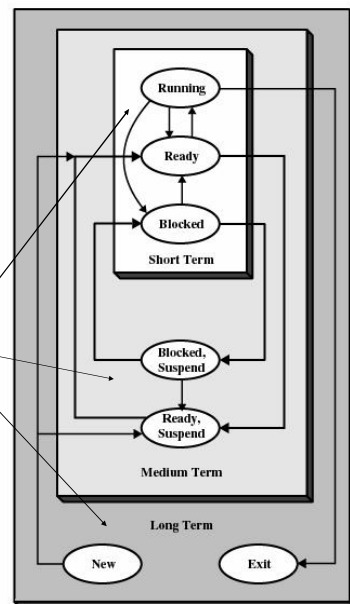 Running
Ready
Blocked
Short Term
Blocked,
Suspend
Ready,
Suspend
Medium Term
Long Term
New
Exit